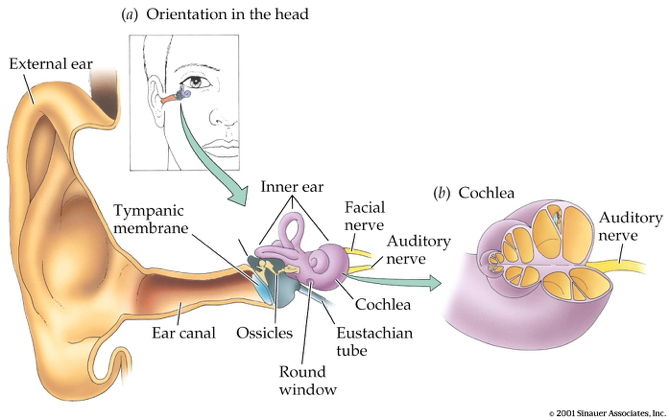 (a) Orientation in the head
External ear
Inner ear
(b) Cochlea
Tympanic
membrane
Facial
nerve
Auditory
nerve
Auditory
nerve
Cochlea
Ear canal
Ossicles
Eustachian
tube
Round
window
© 2001 Sinauer Associates, Inc.